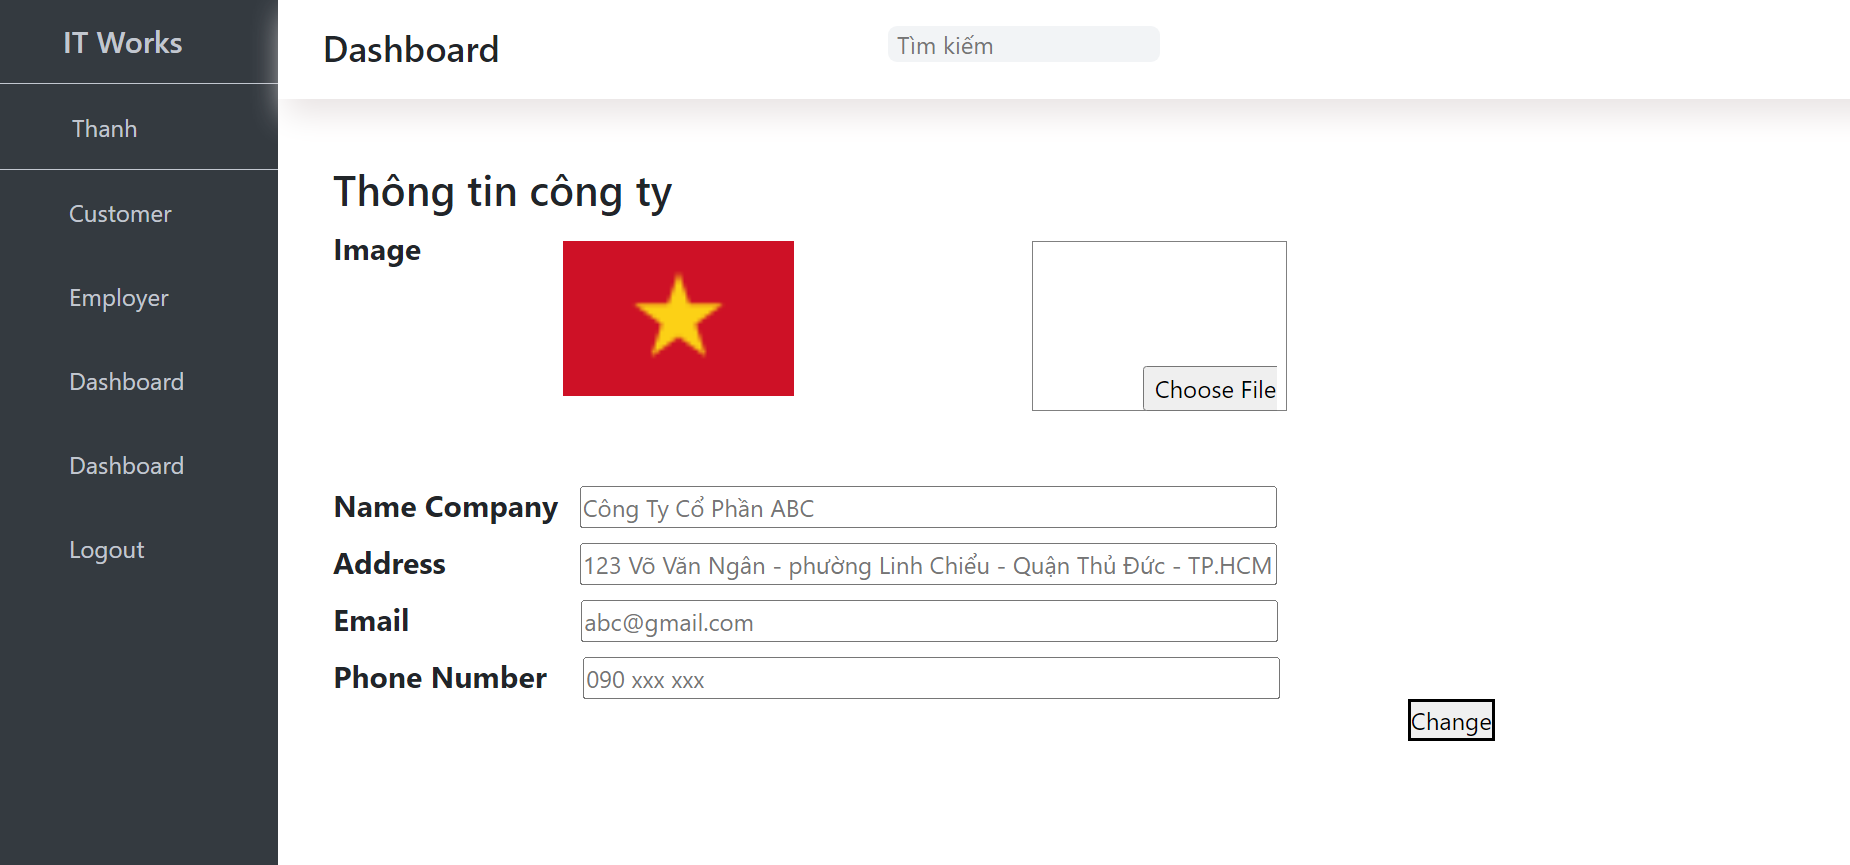 IT Works
Thanh
Customer
Employer
Dashboard
Dashboard
Logout
Dashboard
Tìm kiếm
Thông tin công ty
Image
Choose File
Name Company
Công Ty Cổ Phần ABC
Address
123 Võ Văn Ngân - phường Linh Chiểu - Quận Thủ Đức - TP.HCM
Email
abc@gmail.com
Phone Number
090 xxx xxx
Change